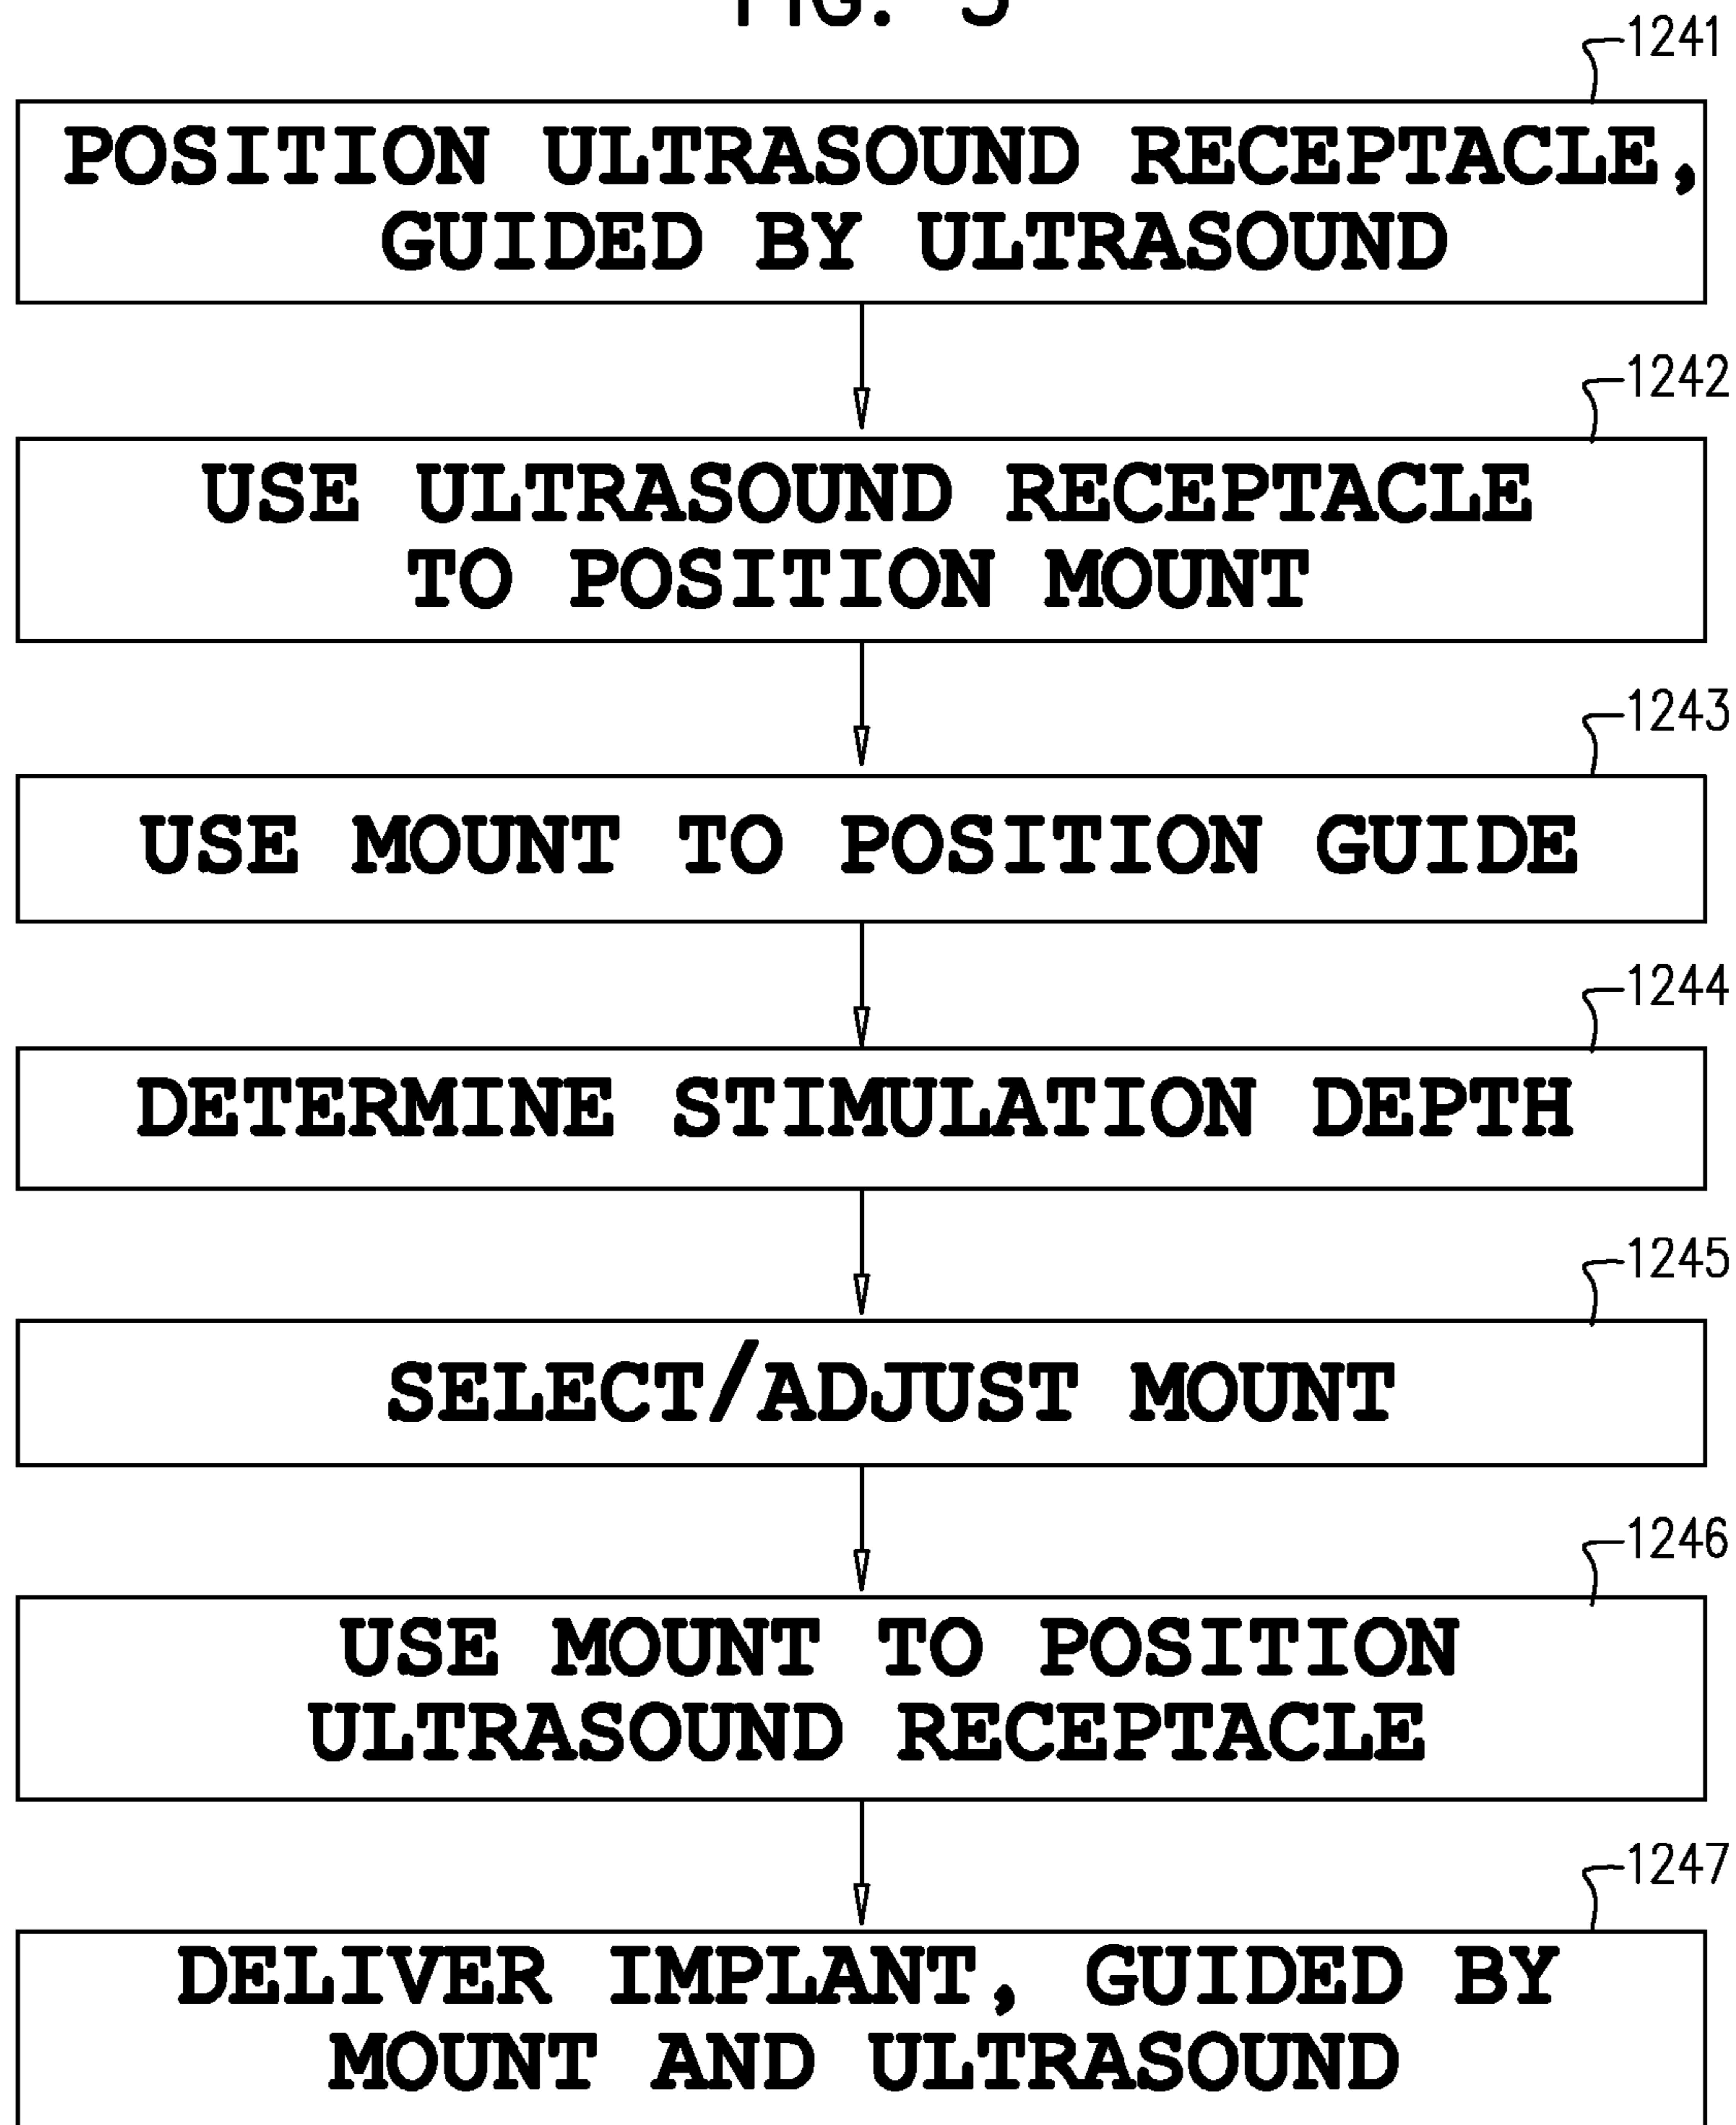 FIG. 5
1241
POSITION ULTRASOUND RECEPTACLE,
GUIDED BY ULTRASOUND
1242
USE ULTRASOUND RECEPTACLE
TO POSITION MOUNT
1243
USE MOUNT TO POSITION GUIDE
1244
DETERMINE STIMULATION DEPTH
1245
SELECT/ADJUST MOUNT
1246
USE MOUNT TO POSITION
ULTRASOUND RECEPTACLE
1247
DELIVER IMPLANT, GUIDED BY
MOUNT AND ULTRASOUND